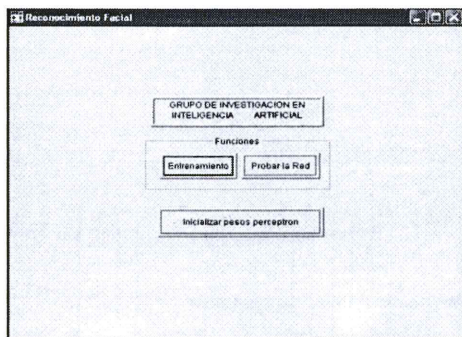 Reconocimiento Facial
GRUPO DE INVESTIGACION EN
INTELIGENCIA ARTIFICIAL
Funciones
Entrenamiento Probar la Red
Inicializar pesos perceptron